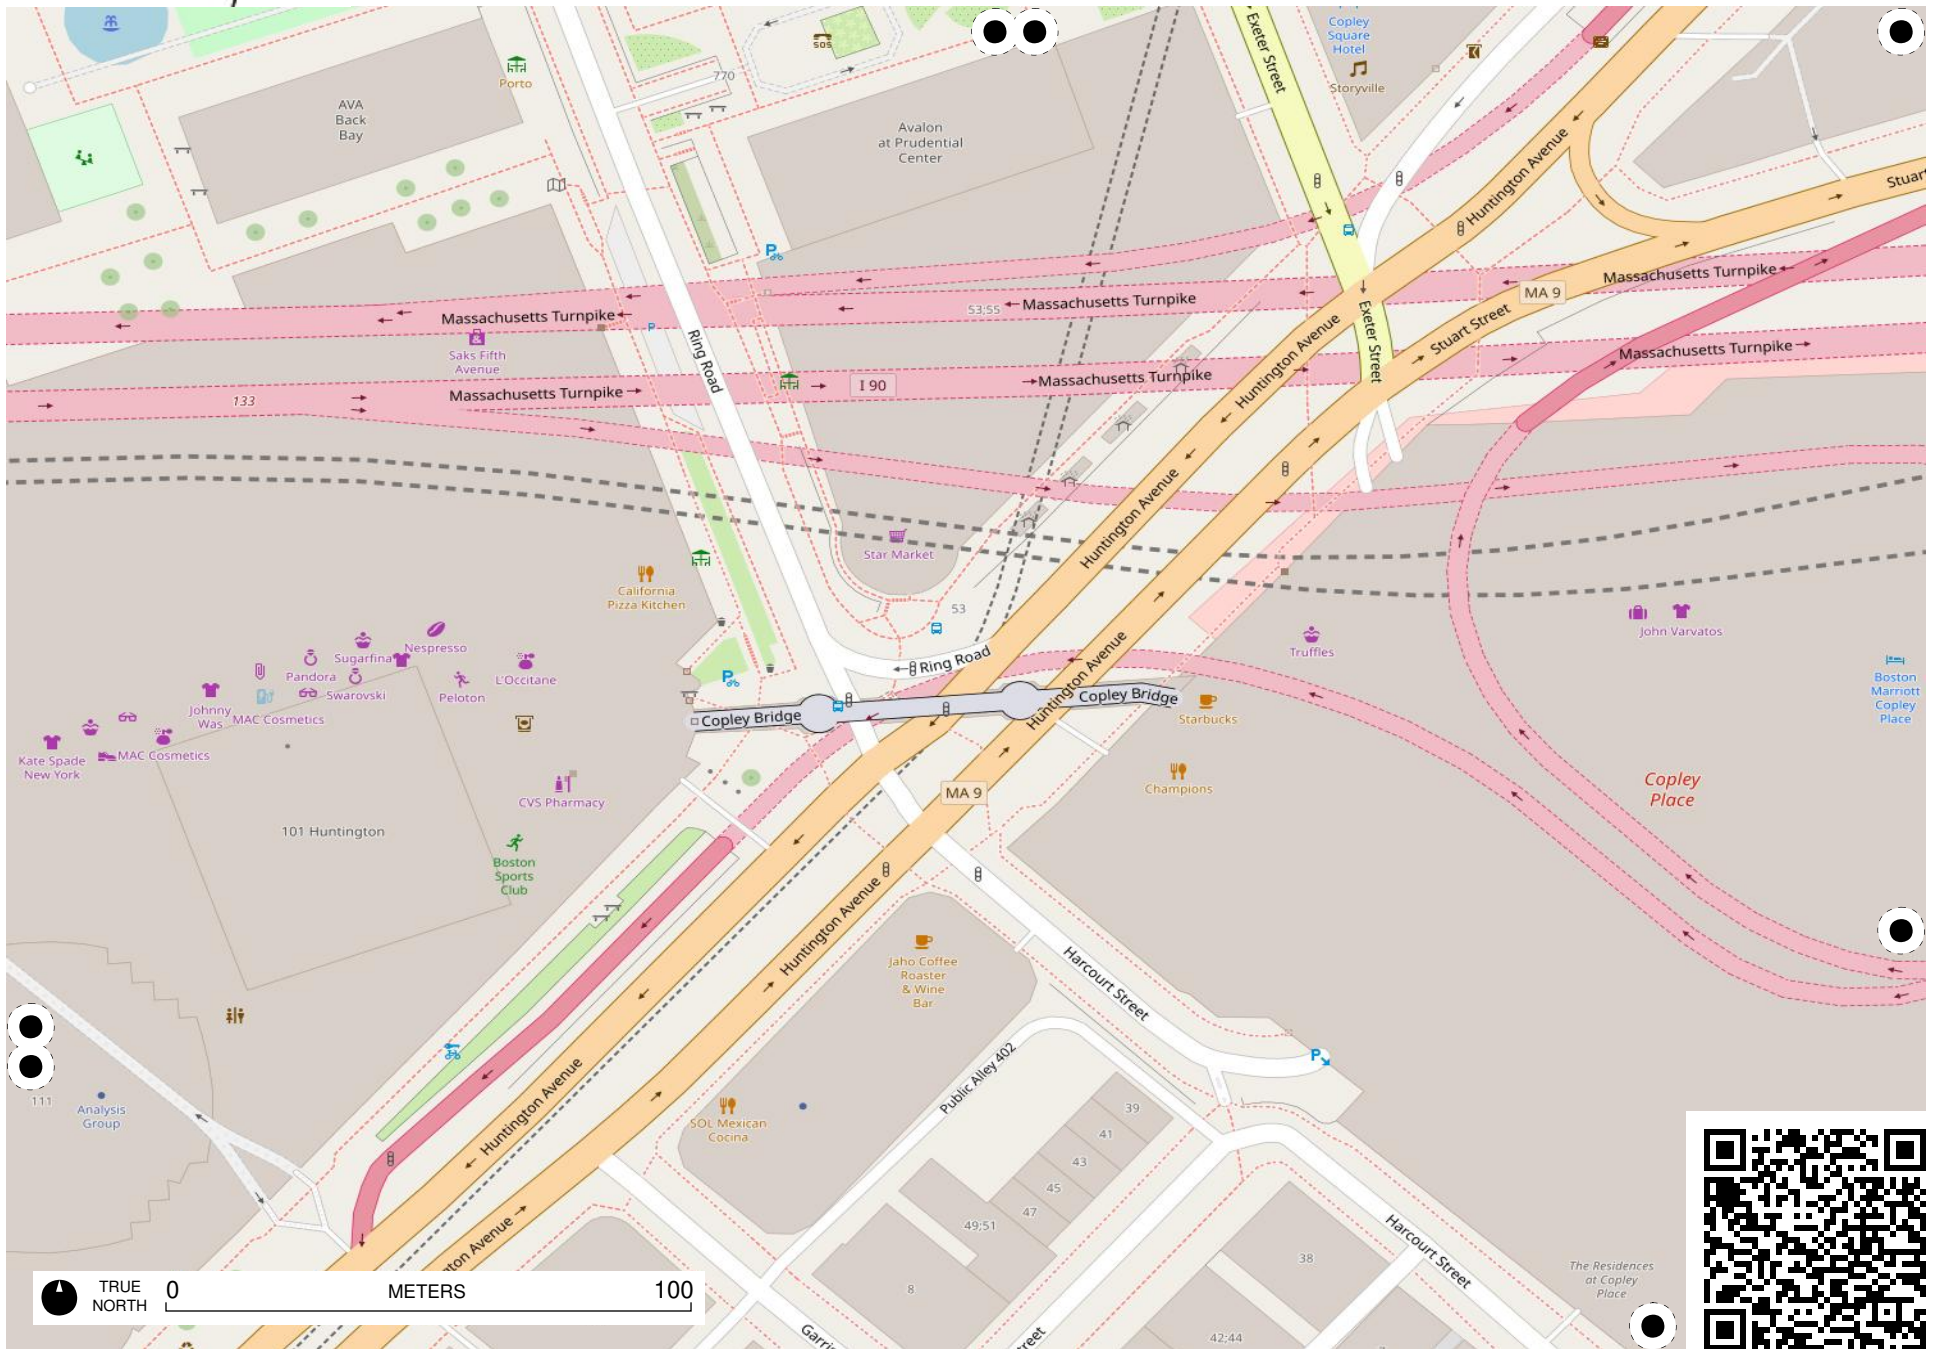 Copley
Square
Hotel
Exeter Street
SOS
770
Porto
Storyville
AVA
Back
Bay
Avalon
at Prudential
Center
Huntington Avenue
Stuart
Massachusetts Turnpike
MA 9
53;55
Massachusetts Turnpike
Massachusetts Turnpike
Stuart Street
Exeter Street
Huntington Avenue
Ring Road
Saks Fifth
Avenue
Massachusetts Turnpike
133
Massachusetts Turnpike
I 90
Massachusetts Turnpike
Huntington Avenue
Star Market
California
Pizza Kitchen
53
John Varvatos
Truffles
Nespresso
Sugarfina
Pandora
L'Occitane
Swarovski
Peloton
Ring Road
Huntington Avenue
Boston
Marriott
Copley
Place
Johnny
Was
MAC Cosmetics
Copley Bridge
Copley Bridge
Starbucks
MAC Cosmetics
Kate Spade
New York
CVS Pharmacy
MA 9
Champions
Copley
Place
101 Huntington
Boston
Sports
Club
Huntington Avenue
Jaho Coffee
Roaster
& Wine
Bar
Harcourt Street
Public Alley 402
Huntington Avenue
111
Analysis
Group
SOL Mexican
Cocina
39
41
43
45
47
49;51
38
Harcourt Street
ton Avenue
The Residences
at Copley
Place
8
TRUE
NORTH
0
METERS
100
Garri
reet
42;44